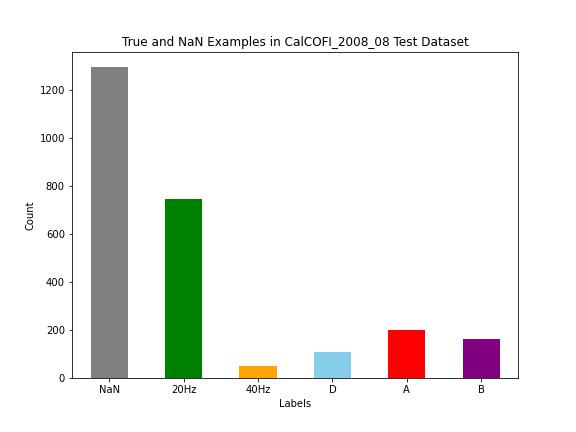 True and NaN Examples in CalCOFI_2008_08 Test Dataset
1200
1000
800
600
400
200
0
Count
NaN 20Hz 40Hz D A B
Labels